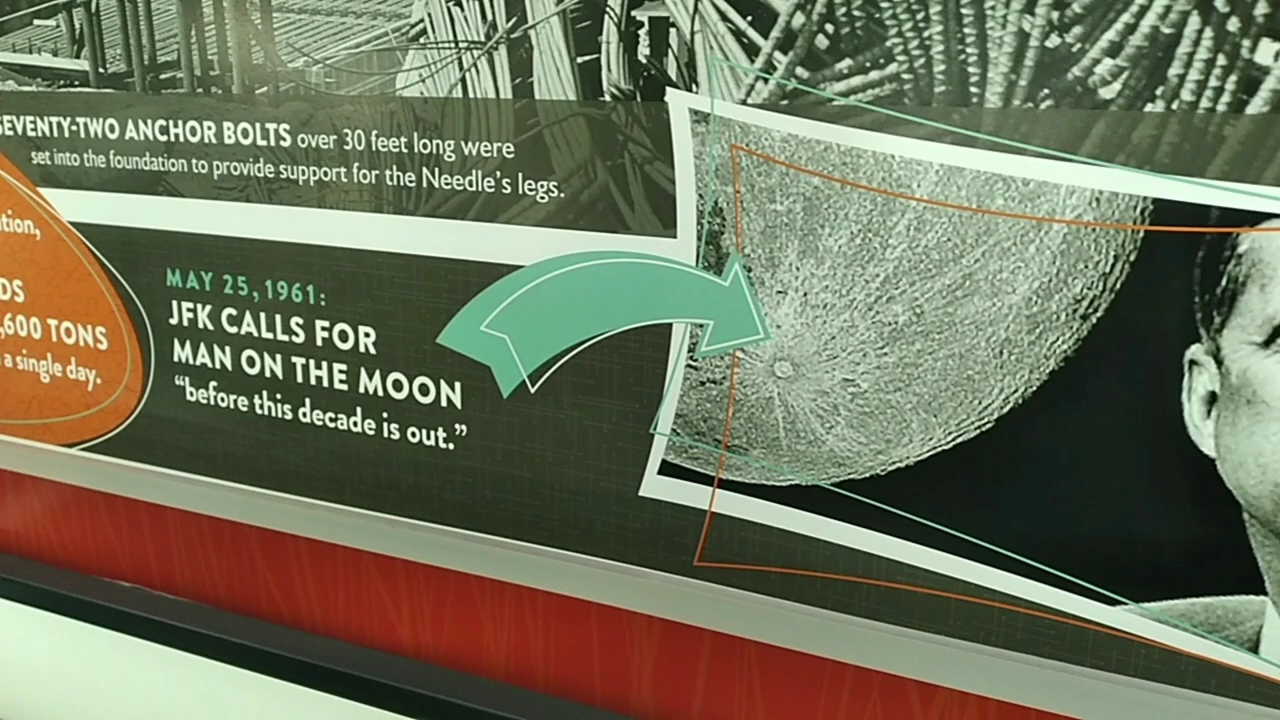 SEVENTY-TWO ANCHOR BOLTS over 30 feet long were
set into the foundation to provide support for the Needle's legs.
DS
,600 TONS
a single day.
MAY 25, 1961:
JFK CALLS FOR
MAN ON THE MOON
“before this decade is out.”